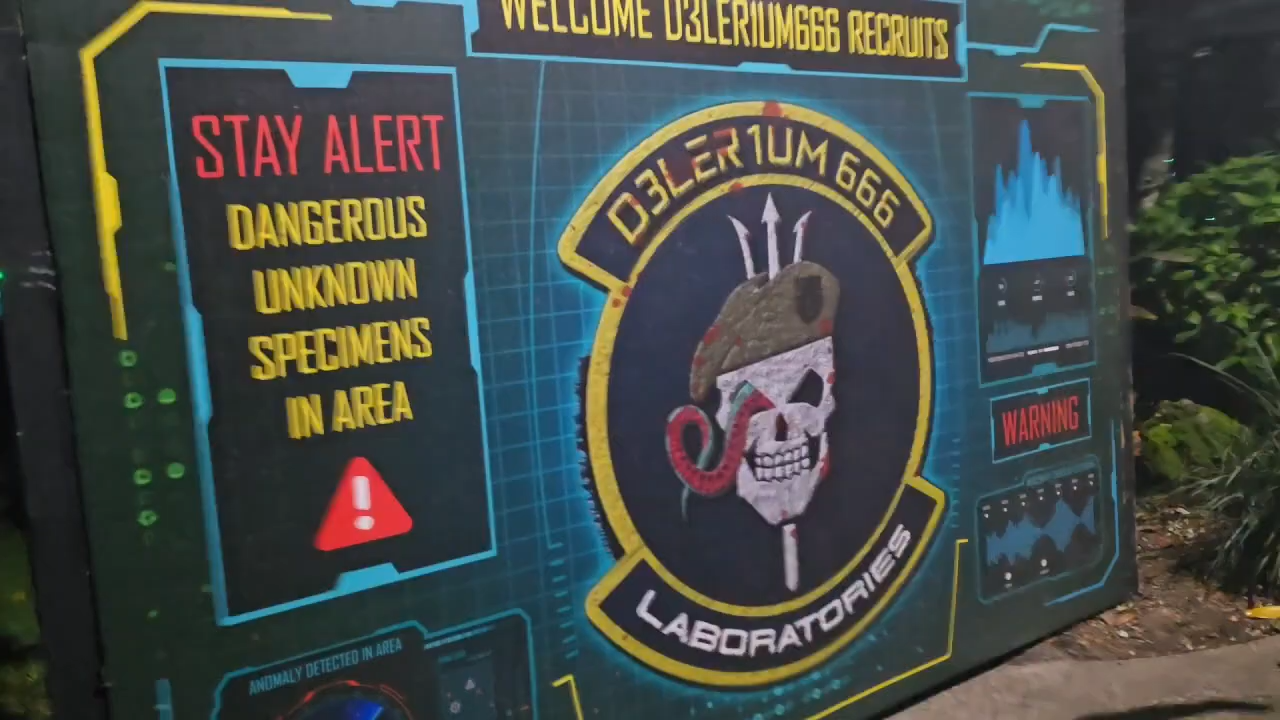 WELCOME D3LER1UM666 RECRUITS
STAY ALERT
DANGEROUS
UNKNOWN
SPECIMENS
IN AREA
D3LER1UM 666
LABORATORIES
WARNING
ANOMALY DETECTED IN AREA